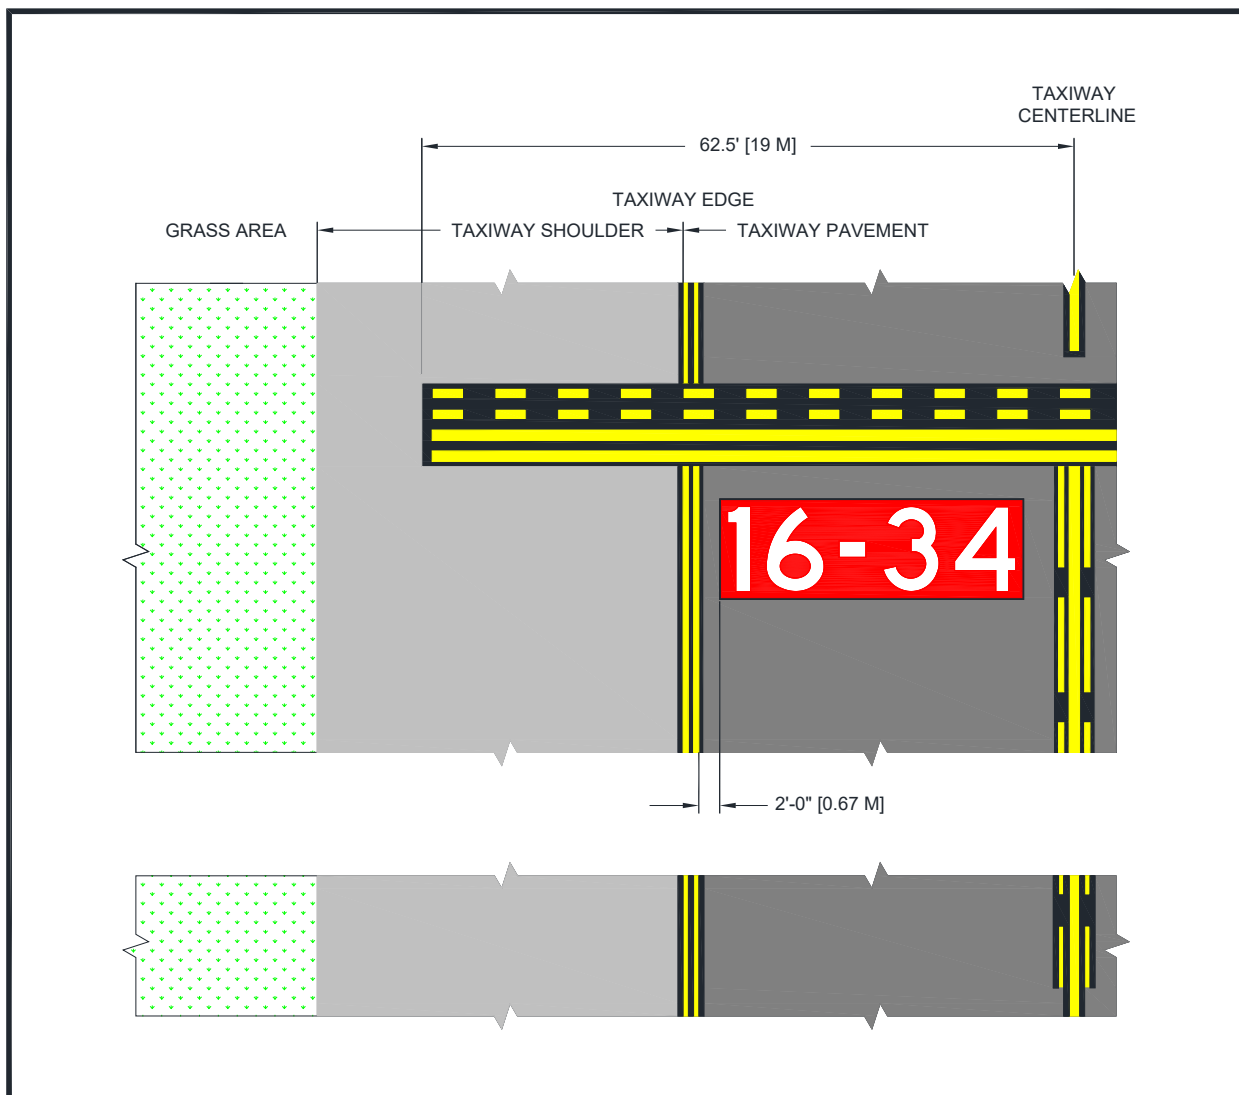 TAXIWAY
CENTERLINE
62.5' [19 M]
TAXIWAY EDGE
GRASS AREA
TAXIWAY SHOULDER
TAXIWAY PAVEMENT
16-34
2'-0" [0.67 M]